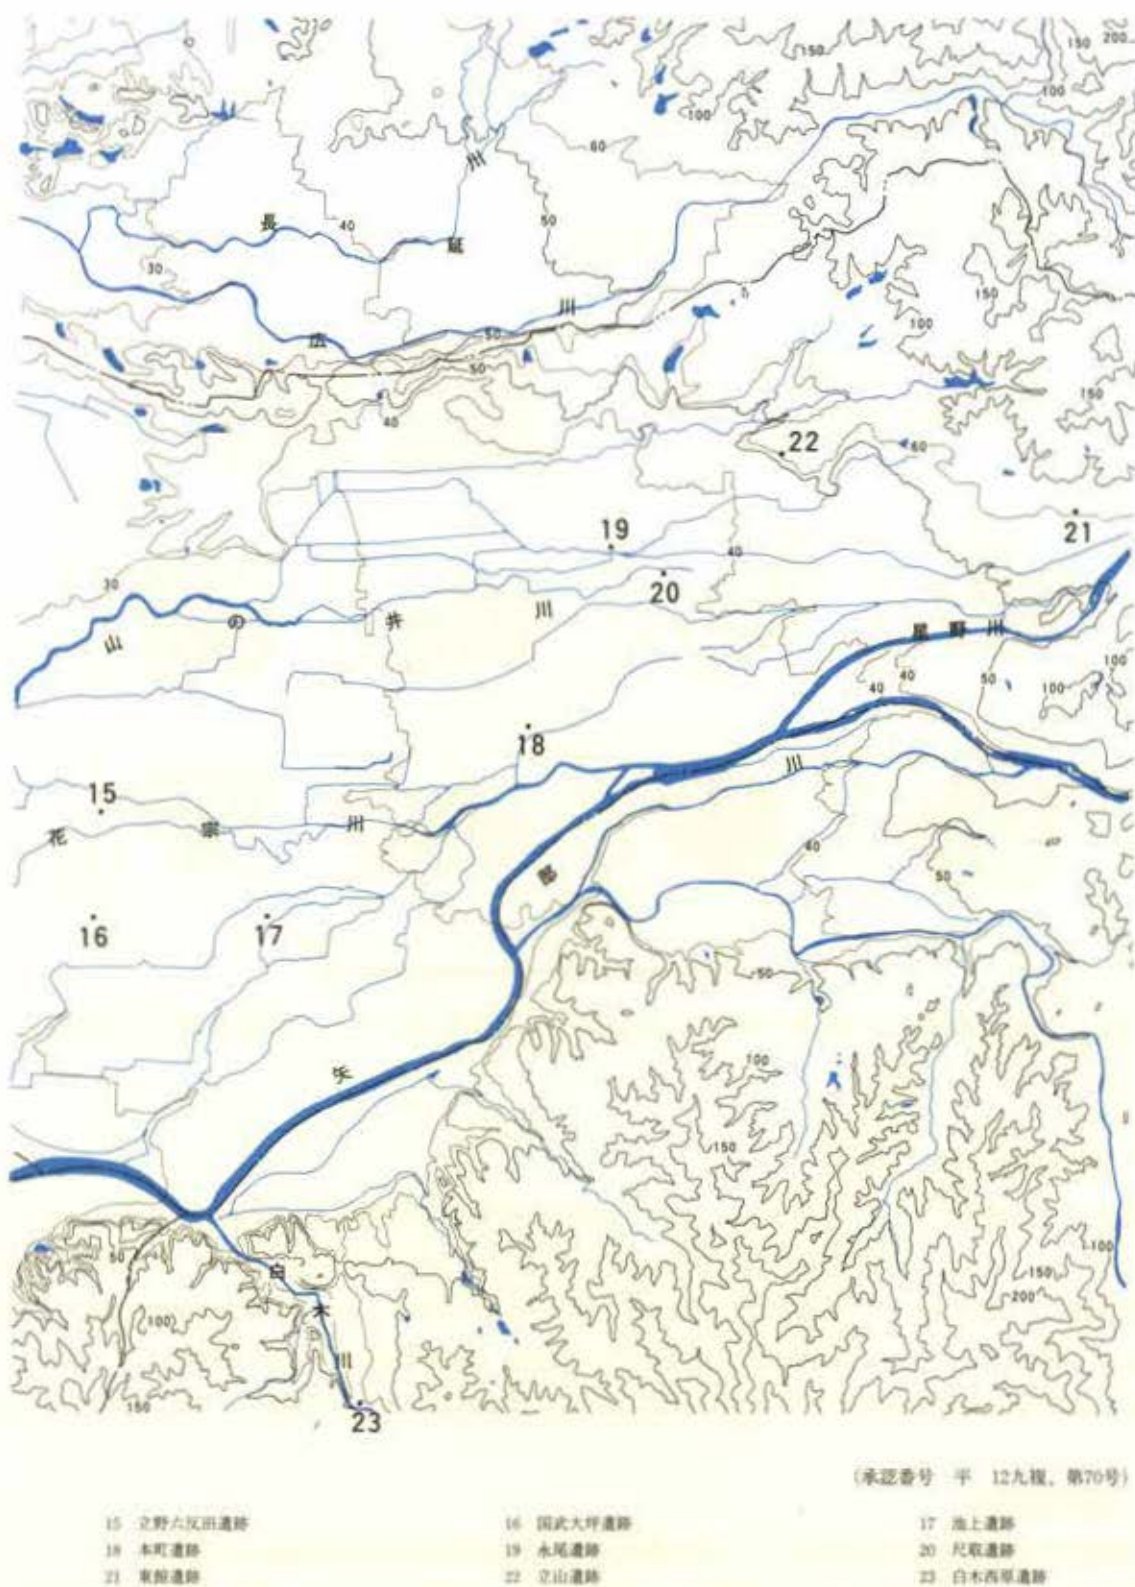 150
150
200
100
100
60
50
長
40
延
川
30
川
広
50
50
150
100
150
40
22
60
19
21
40
20
30
山
の
井
川
星野川
40
40
50
100
100
18
川
15
花
宗
川
40
50
部
16
17
50
矢
100
150
50
白
100
木
川
150
23
100
150
200
(承認番号 平 12九複、第70号)
15 立野六反田遺跡 16 国武大坪遺跡 17 池上遺跡
18 本町遺跡 19 永尾遺跡 20 尺取遺跡
21 東館遺跡 22 立山遺跡 23 白木西原遺跡